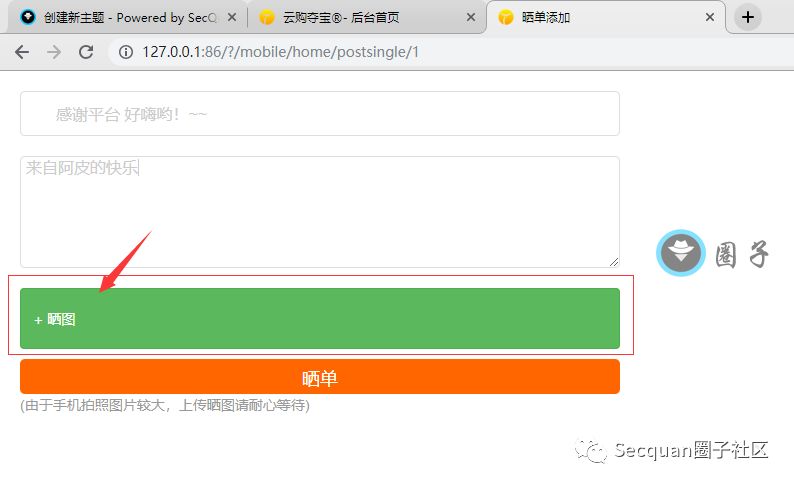 创建新主题 - Powered by SecQ
云购夺宝®- 后台首页
晒单添加
127.0.0.1:86/?/mobile/home/postsingle/1
感谢平台 好嗨哟！~~
来自阿皮的快乐
圈子
+ 晒图
晒单
(由于手机拍照图片较大，上传晒图请耐心等待)
Secquan圈子社区